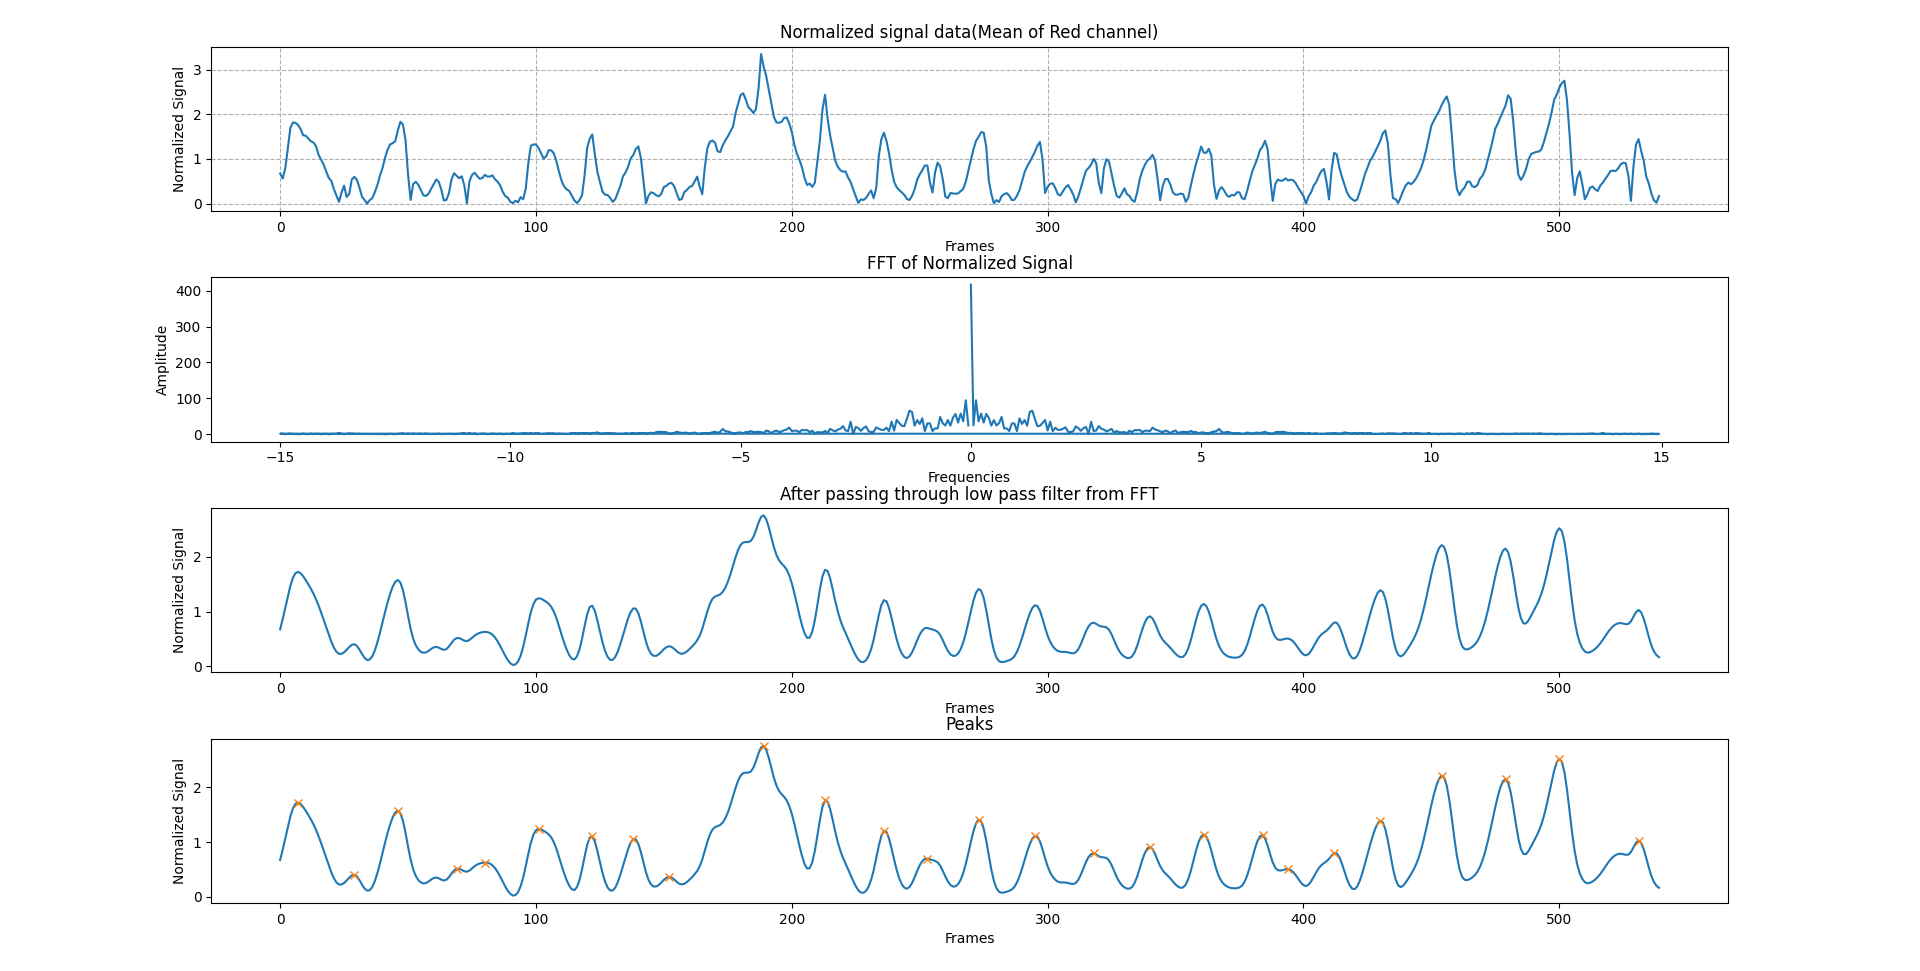 Normalized signal data(Mean of Red channel)
Normalized Signal
3
2
1
0
0 100 200 300 400 500
Frames
FFT of Normalized Signal
Amplitude
400
300
200
100
0
−15 −10 −5 0 5 10 15
Frequencies
After passing through low pass filter from FFT
Normalized Signal
2
1
0
0 100 200 300 400 500
Frames
Peaks
Normalized Signal
2
1
0
0 100 200 300 400 500
Frames